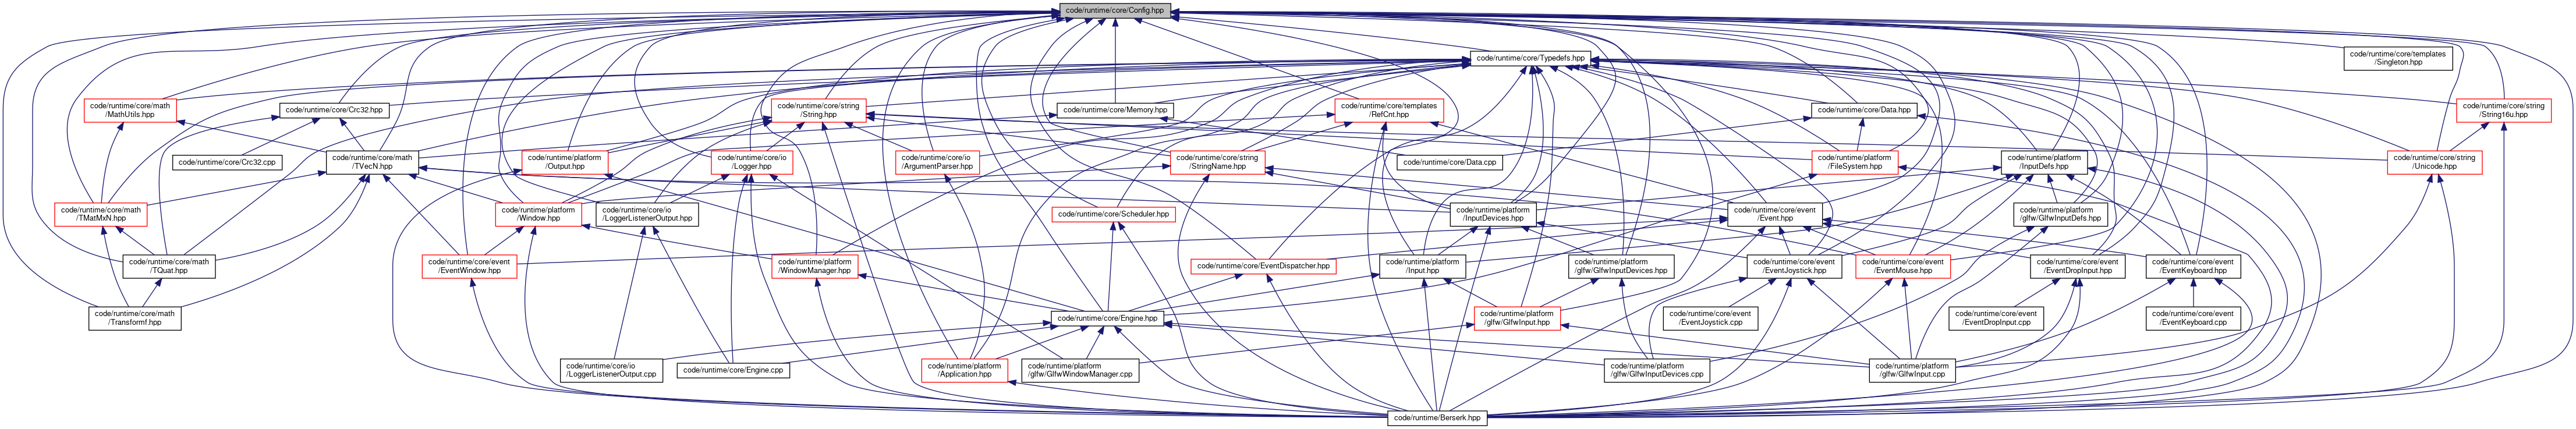 code/runtime/core/Config.hpp
code/runtime/core/Typedefs.hpp
code/runtime/core/templates
/Singleton.hpp
code/runtime/core/math
/MathUtils.hpp
code/runtime/core/Crc32.hpp
code/runtime/core/string
/String.hpp
code/runtime/core/Memory.hpp
code/runtime/core/templates
/RefCnt.hpp
code/runtime/core/Data.hpp
code/runtime/core/string
/String16u.hpp
code/runtime/core/Crc32.cpp
code/runtime/core/math
/TVecN.hpp
code/runtime/platform
/Output.hpp
code/runtime/core/io
/Logger.hpp
code/runtime/core/io
/ArgumentParser.hpp
code/runtime/core/string
/StringName.hpp
code/runtime/core/Data.cpp
code/runtime/platform
/FileSystem.hpp
code/runtime/platform
/InputDefs.hpp
code/runtime/core/string
/Unicode.hpp
code/runtime/core/math
/TMatMxN.hpp
code/runtime/platform
/Window.hpp
code/runtime/core/io
/LoggerListenerOutput.hpp
code/runtime/core/Scheduler.hpp
code/runtime/platform
/InputDevices.hpp
code/runtime/core/event
/Event.hpp
code/runtime/platform
/glfw/GlfwInputDefs.hpp
code/runtime/core/math
/TQuat.hpp
code/runtime/core/event
/EventWindow.hpp
code/runtime/platform
/WindowManager.hpp
code/runtime/core/EventDispatcher.hpp
code/runtime/platform
/Input.hpp
code/runtime/platform
/glfw/GlfwInputDevices.hpp
code/runtime/core/event
/EventJoystick.hpp
code/runtime/core/event
/EventMouse.hpp
code/runtime/core/event
/EventDropInput.hpp
code/runtime/core/event
/EventKeyboard.hpp
code/runtime/core/math
/Transformf.hpp
code/runtime/core/Engine.hpp
code/runtime/platform
/glfw/GlfwInput.hpp
code/runtime/core/event
/EventJoystick.cpp
code/runtime/core/event
/EventDropInput.cpp
code/runtime/core/event
/EventKeyboard.cpp
code/runtime/core/io
/LoggerListenerOutput.cpp
code/runtime/core/Engine.cpp
code/runtime/platform
/Application.hpp
code/runtime/platform
/glfw/GlfwWindowManager.cpp
code/runtime/platform
/glfw/GlfwInputDevices.cpp
code/runtime/platform
/glfw/GlfwInput.cpp
code/runtime/Berserk.hpp